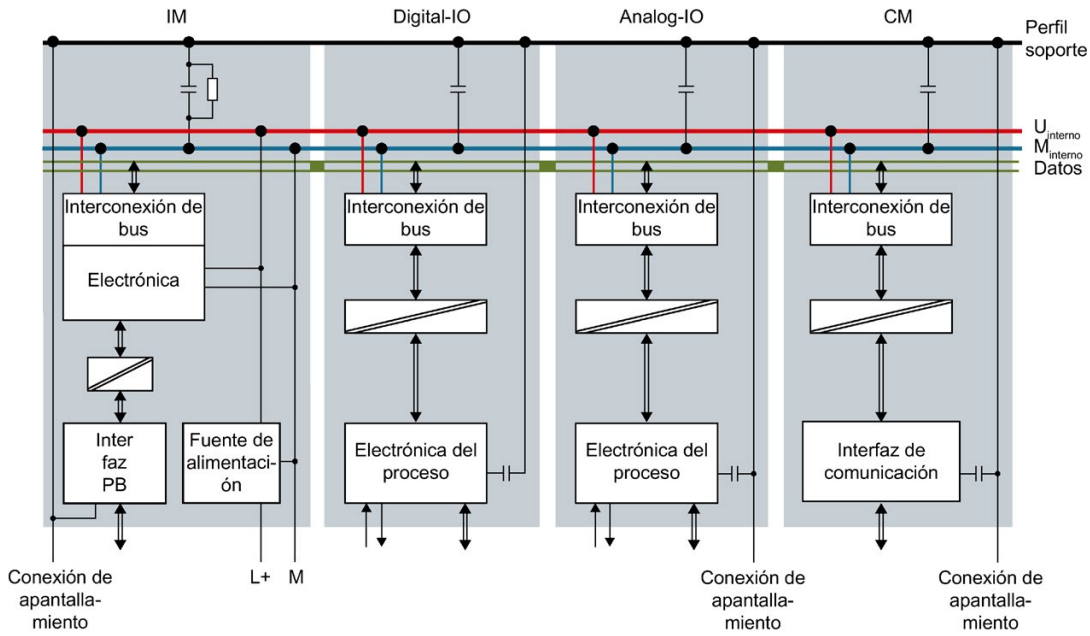 IM
Digital-IO
Analog-IO
CM
Perfil
soporte
Uinterno
Minterno
Datos
Interconexión de
bus
Electrónica
Inter
faz
PB
Fuente de
alimentaci-
ón
Interconexión de
bus
Electrónica del
proceso
Interconexión de
bus
Electrónica del
proceso
Interconexión de
bus
Interfaz de
comunicación
Conexión de
apantalla-
miento
L+
M
Conexión de
apantalla-
miento
Conexión de
apantalla-
miento